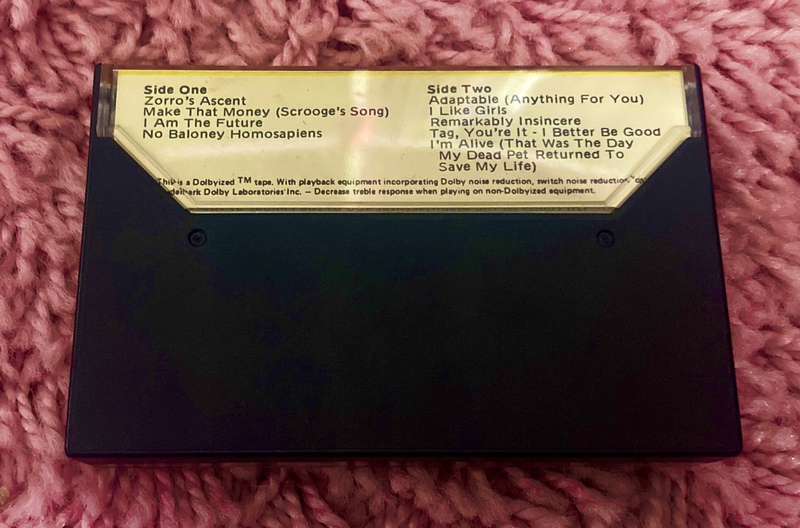 Side One
Zorro's Ascent
Make That Money (Scrooge's Song)
I Am The Future
No Baloney Homosapiens
Side Two
Adaptable (Anything For You)
I Like Girls
Remarkably Insincere
Tag, You're It - I Better Be Good
I'm Alive (That Was The Day
My Dead Pet Returned To
Save My Life)
This is a Dolbyized TM tape. With playback equipment incorporating Dolby noise reduction, switch noise reduction
Dolby Laboratories Inc. — Decrease treble response when playing on non-Dolbyized equipment.